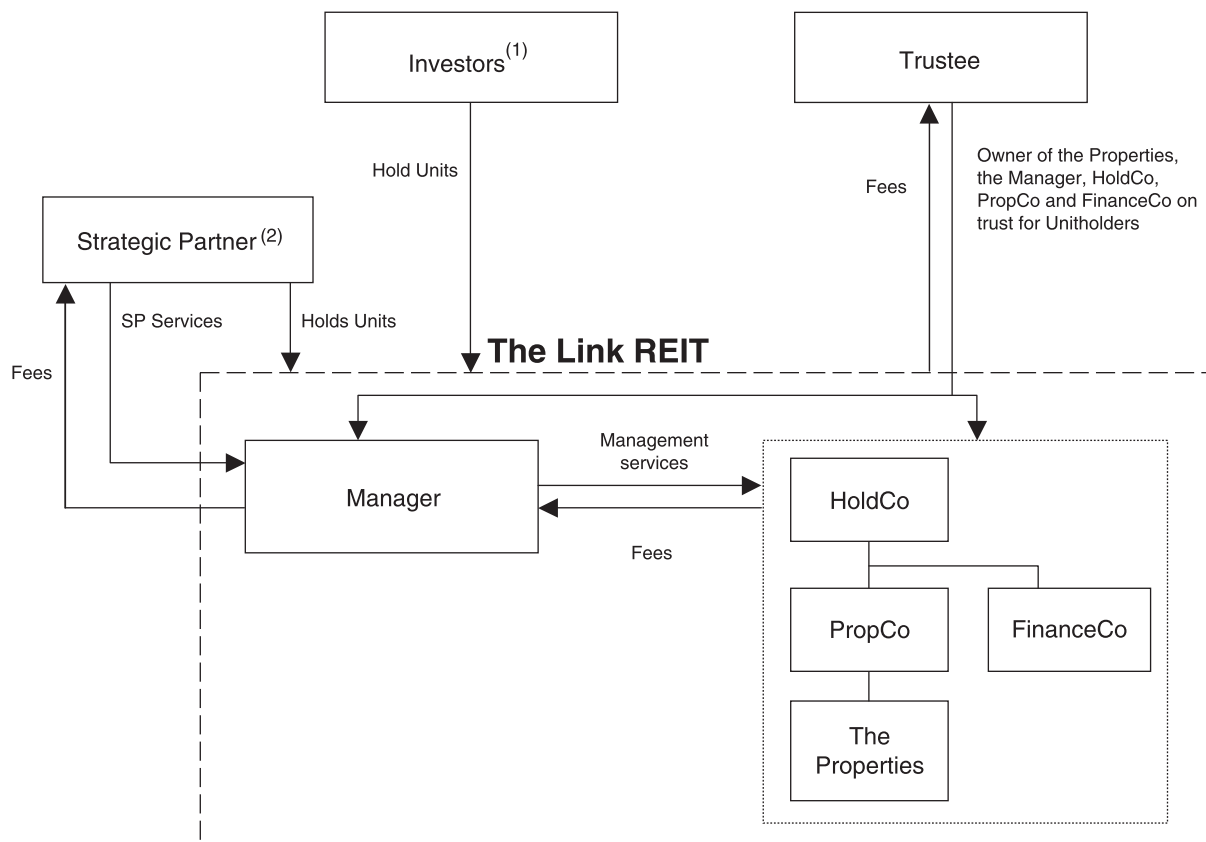 Investors(1)
Trustee
Hold Units
Fees
Owner of the Properties,
the Manager, HoldCo,
PropCo and FinanceCo on
trust for Unitholders
Strategic Partner(2)
SP Services
Holds Units
Fees
The Link REIT
Management
services
Manager
Fees
HoldCo
PropCo
FinanceCo
The
Properties